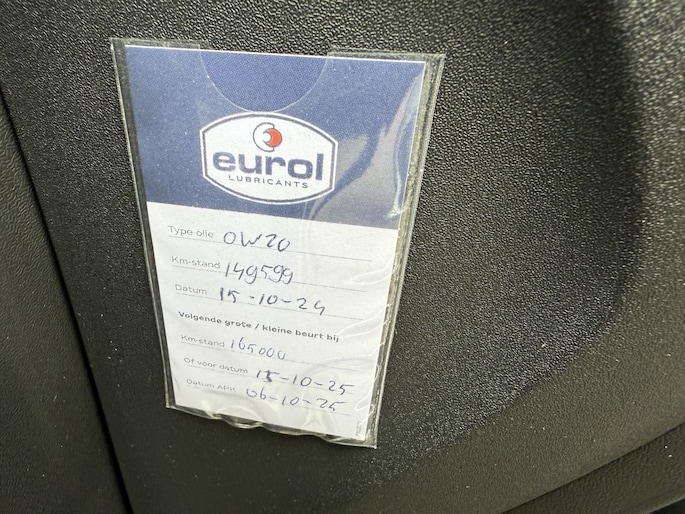 eurol
LUBRICANTS
Type olie 0W20
Km-stand 149599
Datum 15-10-24
Volgende grote / kleine beurt bij
Km-stand 165000
Of voor datum 15-10-25
Datum APK 06-10-25